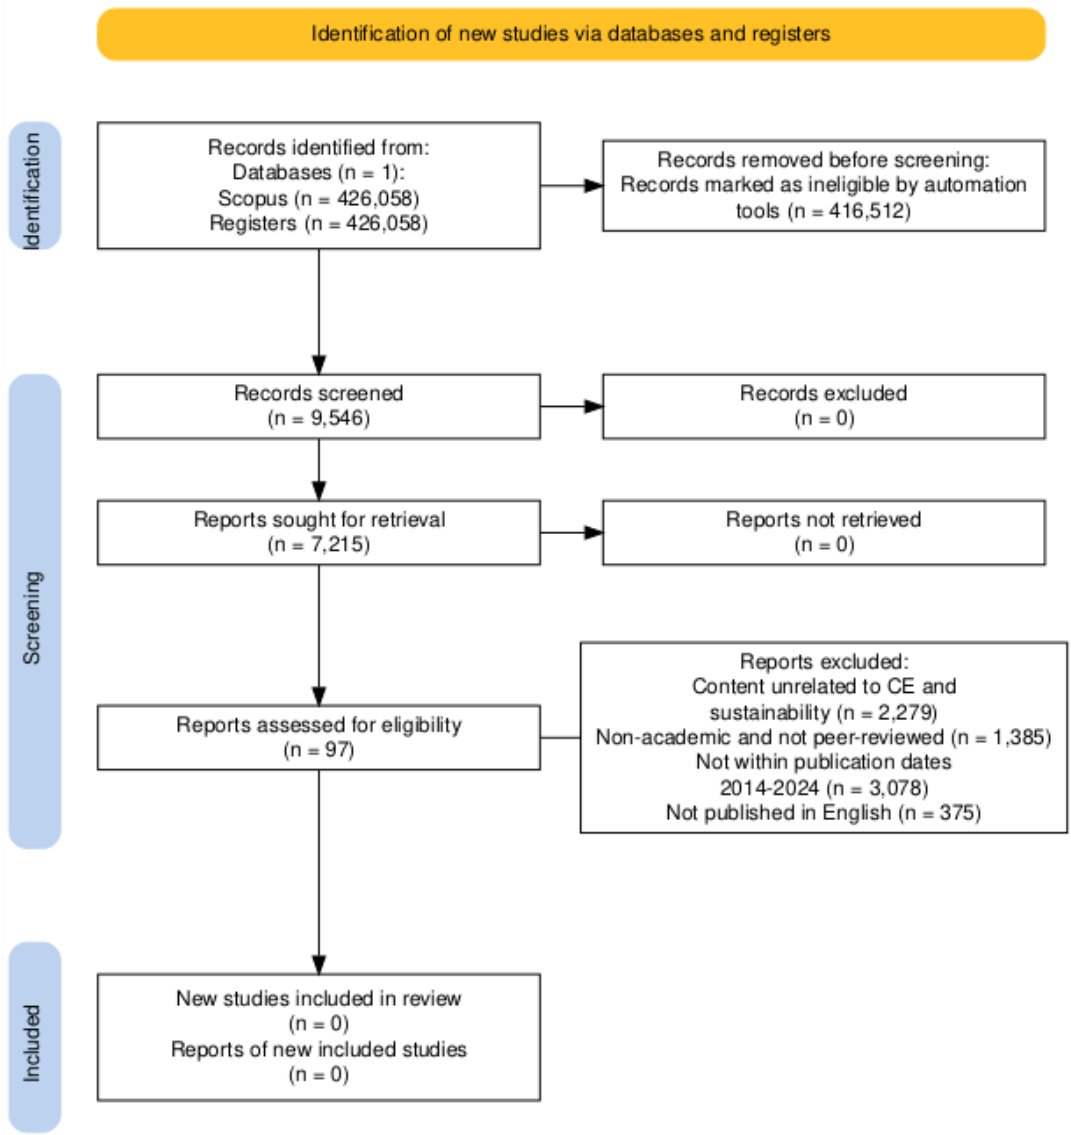 Identification of new studies via databases and registers
Identification
Records identified from:
Databases (n = 1):
Scopus (n = 426,058)
Registers (n = 426,058)
Records removed before screening:
Records marked as ineligible by automation
tools (n = 416,512)
Screening
Records screened
(n = 9,546)
Records excluded
(n = 0)
Reports sought for retrieval
(n = 7,215)
Reports not retrieved
(n = 0)
Reports assessed for eligibility
(n = 97)
Reports excluded:
Content unrelated to CE and
sustainability (n = 2,279)
Non-academic and not peer-reviewed (n = 1,385)
Not within publication dates
2014-2024 (n = 3,078)
Not published in English (n = 375)
Included
New studies included in review
(n = 0)
Reports of new included studies
(n = 0)